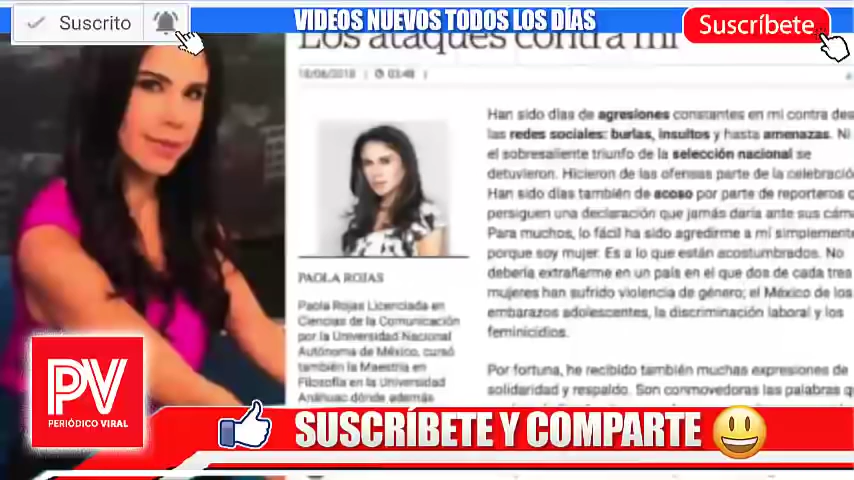 Suscrito
VIDEOS NUEVOS TODOS LOS DÍAS
Suscríbete
Los ataques contra mí
18/06/2018 | 03:48 |
Han sido días de agresiones constantes en mi contra des
las redes sociales: burlas, insultos y hasta amenazas. Ni
el sobresaliente triunfo de la selección nacional se
detuvieron. Hicieron de las ofensas parte de la celebració
Han sido días también de acoso por parte de reporteros q
persiguen una declaración que jamás daría ante sus cáma
Para muchos, lo fácil ha sido agredirme a mí simplemente
porque soy mujer. Es a lo que están acostumbrados. No
debería extrañarme en un país en el que dos de cada tres
mujeres han sufrido violencia de género; el México de los
embarazos adolescentes, la discriminación laboral y los
feminicidios.
Por fortuna, he recibido también muchas expresiones de
solidaridad y respaldo. Son conmovedoras las palabras q
PAOLA ROJAS
Paola Rojas Licenciada en
Ciencias de la Comunicación
por la Universidad Nacional
Autónoma de México, cursó
también la Maestría en
Filosofía en la Universidad
Anáhuac dónde además
PV
PERIÓDICO VIRAL
SUSCRÍBETE Y COMPARTE